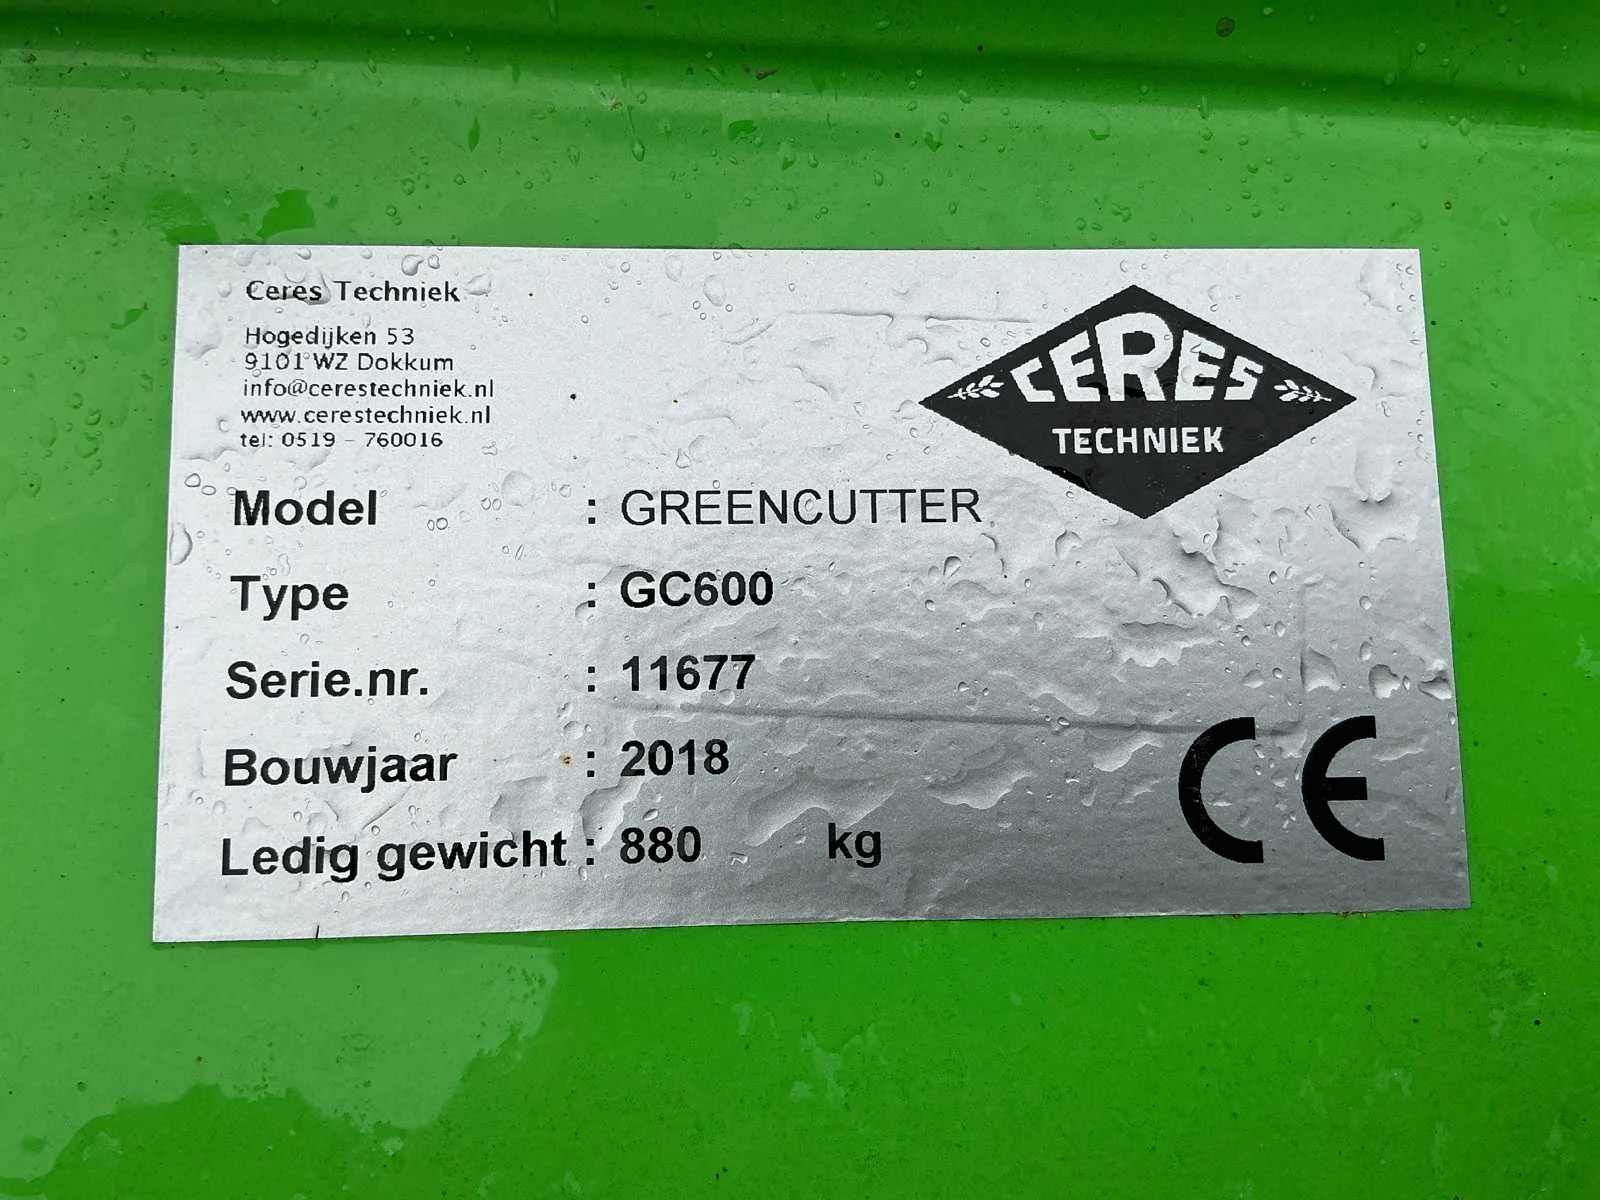 Ceres Techniek
Hogedijken 53
9101 WZ Dokkum
info@cerestechniek.nl
www.cerestechniek.nl
tel: 0519 - 760016
CERES
TECHNIEK
Model : GREENCUTTER
Type : GC600
Serie.nr. : 11677
Bouwjaar : 2018
Ledig gewicht : 880 kg
CE